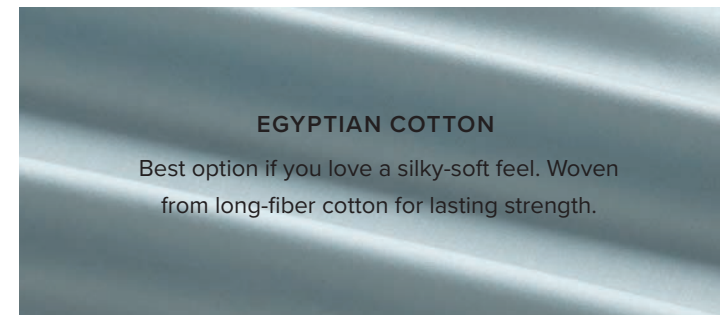 EGYPTIAN COTTON
Best option if you love a silky-soft feel. Woven
from long-fiber cotton for lasting strength.